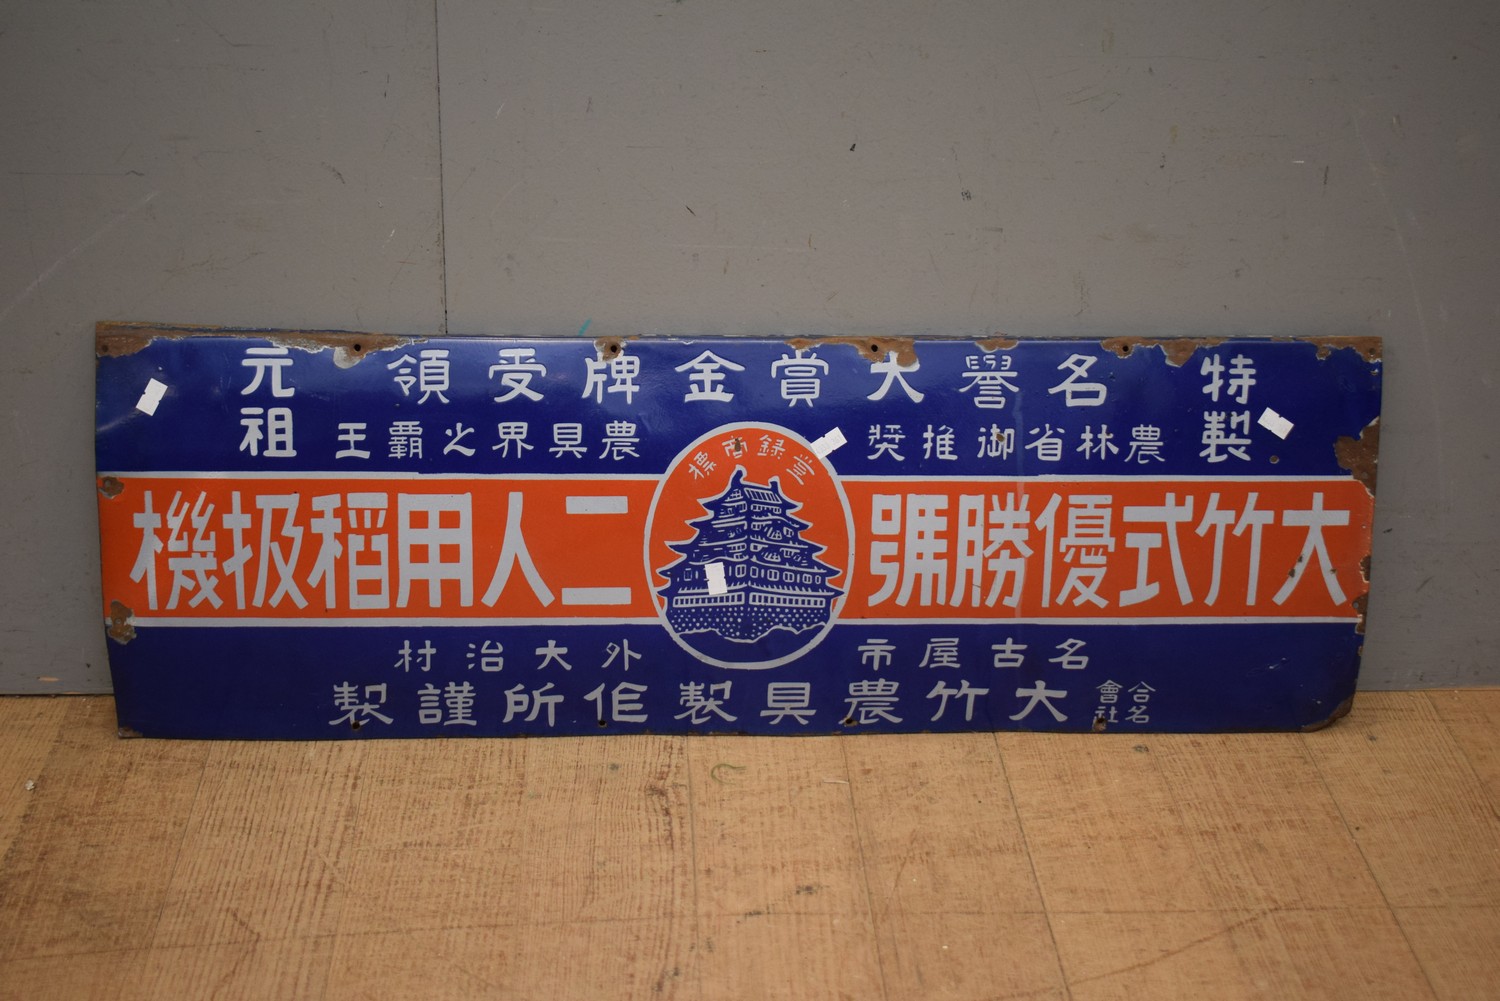 特製
名譽大賞金牌受領
元祖
農林省御推奬 農具界之覇王
登録商標
大竹式優勝號 二人用稻扱機
名古屋市外大治村
合名會社 大竹農具製作所謹製